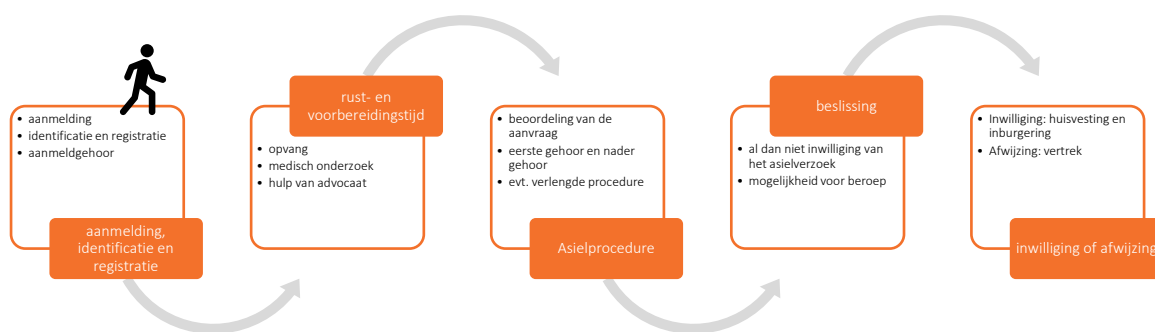 • aanmelding
• identificatie en registratie
• aanmeldgehoor
aanmelding,
identificatie en
registratie
rust- en
voorbereidingstijd
• opvang
• medisch onderzoek
• hulp van advocaat
• beoordeling van de
aanvraag
• eerste gehoor en nader
gehoor
• evt. verlengde procedure
Asielprocedure
beslissing
• al dan niet inwilliging van
het asielverzoek
• mogelijkheid voor beroep
• Inwilliging: huisvesting en
inburgering
• Afwijzing: vertrek
inwilliging of afwijzing